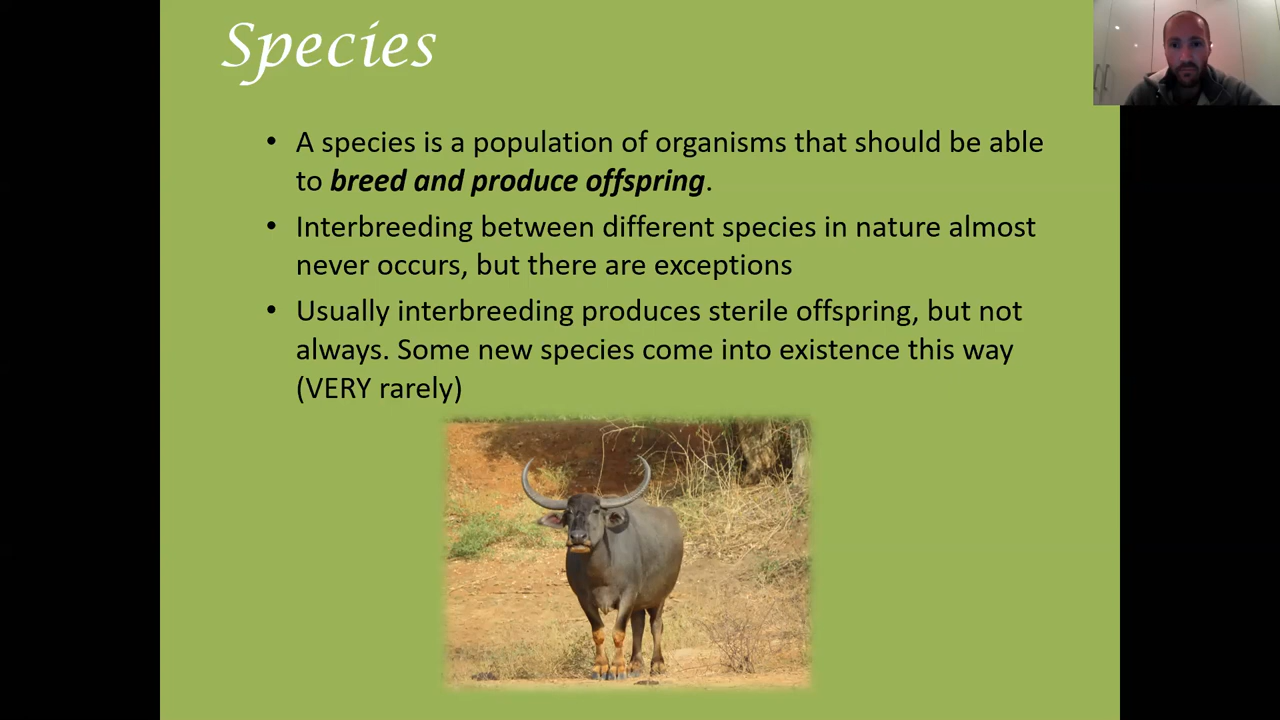 Species
• A species is a population of organisms that should be able
to breed and produce offspring.
• Interbreeding between different species in nature almost
never occurs, but there are exceptions
• Usually interbreeding produces sterile offspring, but not
always. Some new species come into existence this way
(VERY rarely)